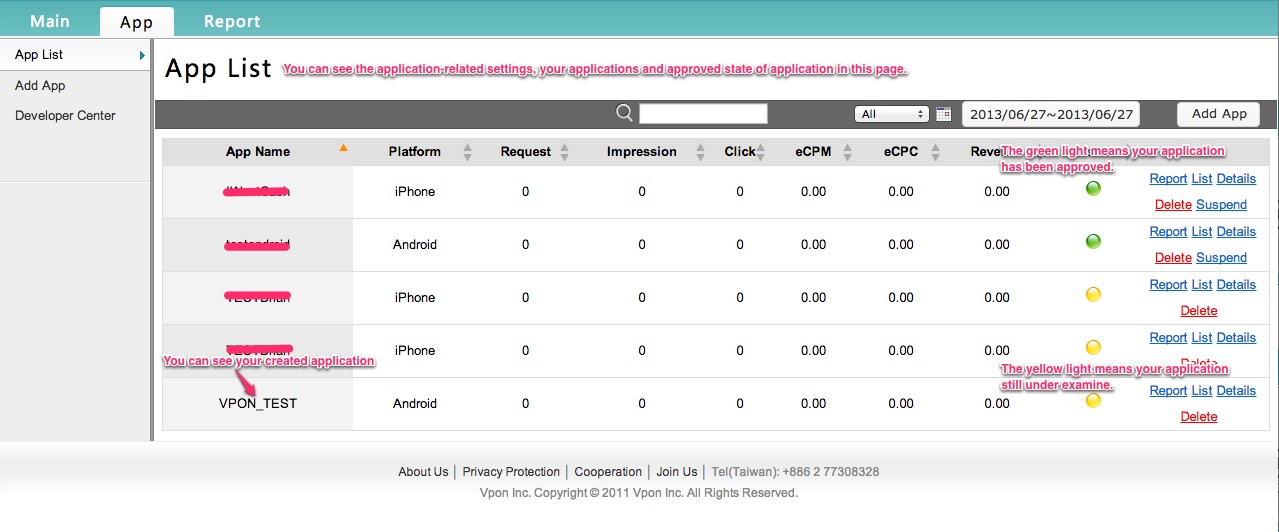 Main App Report
App List
Add App
Developer Center
App List You can see the application-related settings, your applications and approved state of application in this page.
All 2013/06/27~2013/06/27 Add App
App Name Platform Request Impression Click eCPM eCPC
The green light means your application
has been approved.
iPhone 0 0 0 0.00 0.00 0.00 Report List Details
Delete Suspend
Android 0 0 0 0.00 0.00 0.00 Report List Details
Delete Suspend
iPhone 0 0 0 0.00 0.00 0.00 Report List Details
Delete
iPhone 0 0 0 0.00 0.00 0.00 Report List Details
Delete
You can see your created application
The yellow light means your application
still under examine.
VPON_TEST Android 0 0 0 0.00 0.00 0.00 Report List Details
Delete
About Us | Privacy Protection | Cooperation | Join Us | Tel(Taiwan): +886 2 77308328
Vpon Inc. Copyright © 2011 Vpon Inc. All Rights Reserved.